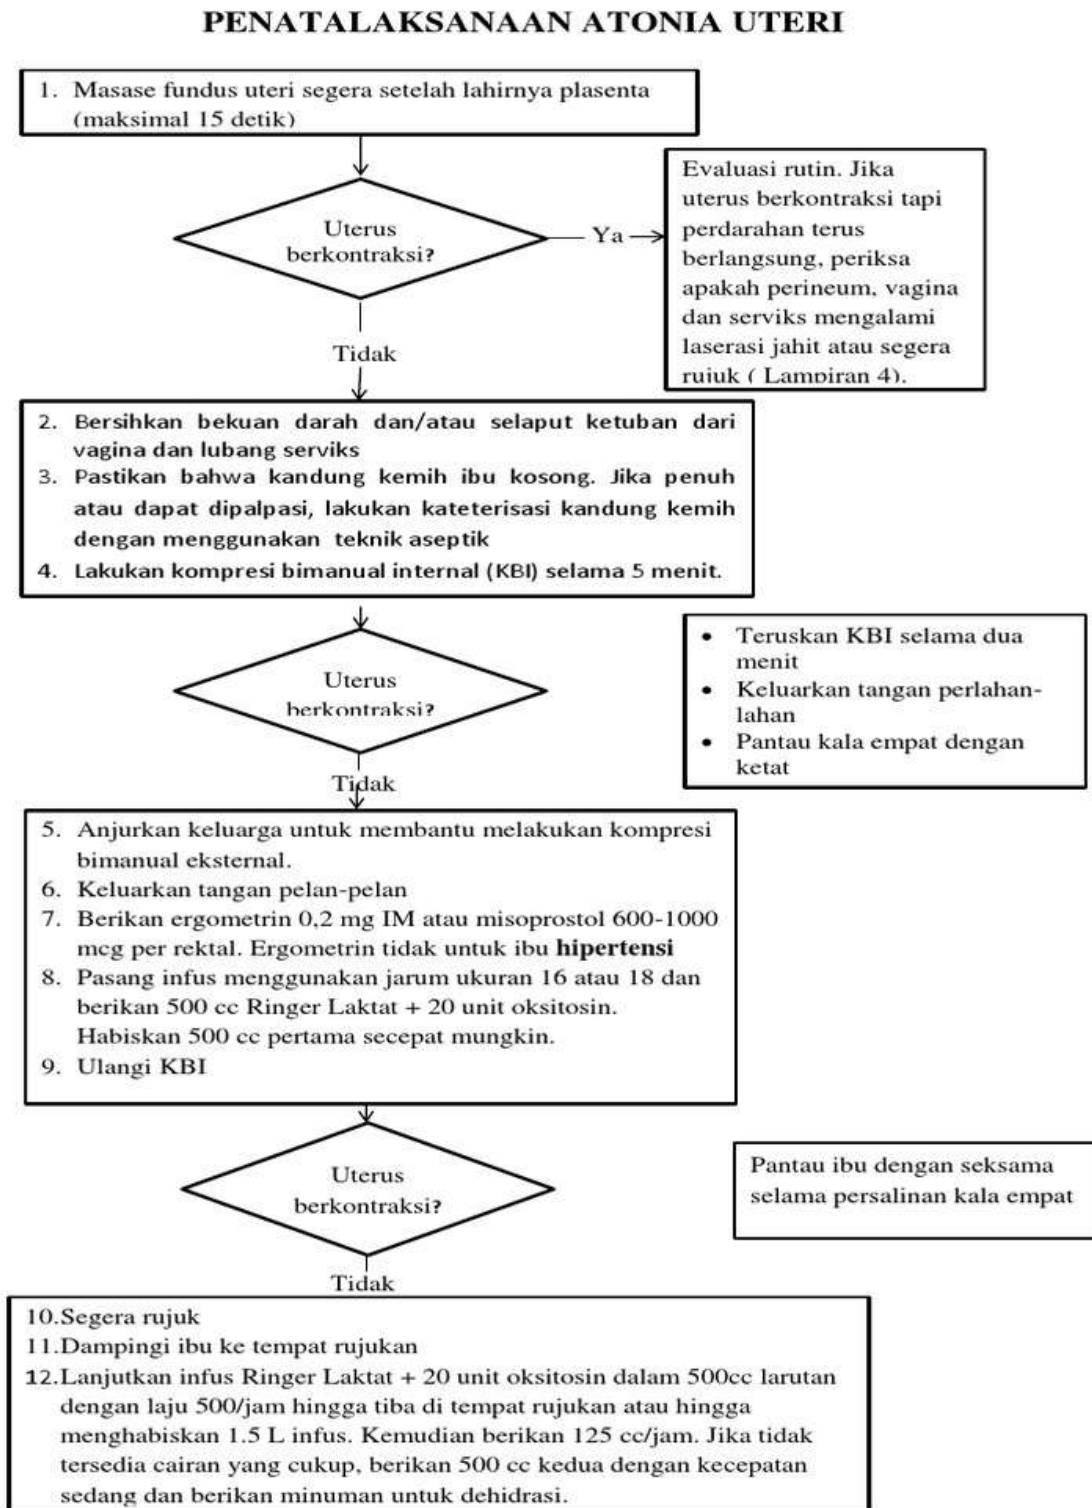 PENATALAKSANAAN ATONIA UTERI
1. Masase fundus uteri segera setelah lahirnya plasenta
(maksimal 15 detik)
Uterus
berkontraksi?
Ya
Evaluasi rutin. Jika
uterus berkontraksi tapi
perdarahan terus
berlangsung, periksa
apakah perineum, vagina
dan serviks mengalami
laserasi jahit atau segera
rujuk ( Lampiran 4).
Tidak
2. Bersihkan bekuan darah dan/atau selaput ketuban dari
vagina dan lubang serviks
3. Pastikan bahwa kandung kemih ibu kosong. Jika penuh
atau dapat dipalpasi, lakukan kateterisasi kandung kemih
dengan menggunakan teknik aseptik
4. Lakukan kompresi bimanual internal (KBI) selama 5 menit.
Uterus
berkontraksi?
• Teruskan KBI selama dua
menit
• Keluarkan tangan perlahan-
lahan
• Pantau kala empat dengan
ketat
Tidak
5. Anjurkan keluarga untuk membantu melakukan kompresi
bimanual eksternal.
6. Keluarkan tangan pelan-pelan
7. Berikan ergometrin 0,2 mg IM atau misoprostol 600-1000
mcg per rektal. Ergometrin tidak untuk ibu hipertensi
8. Pasang infus menggunakan jarum ukuran 16 atau 18 dan
berikan 500 cc Ringer Laktat + 20 unit oksitosin.
Habiskan 500 cc pertama secepat mungkin.
9. Ulangi KBI
Uterus
berkontraksi?
Pantau ibu dengan seksama
selama persalinan kala empat
Tidak
10.Segera rujuk
11.Dampingi ibu ke tempat rujukan
12.Lanjutkan infus Ringer Laktat + 20 unit oksitosin dalam 500cc larutan
dengan laju 500/jam hingga tiba di tempat rujukan atau hingga
menghabiskan 1.5 L infus. Kemudian berikan 125 cc/jam. Jika tidak
tersedia cairan yang cukup, berikan 500 cc kedua dengan kecepatan
sedang dan berikan minuman untuk dehidrasi.